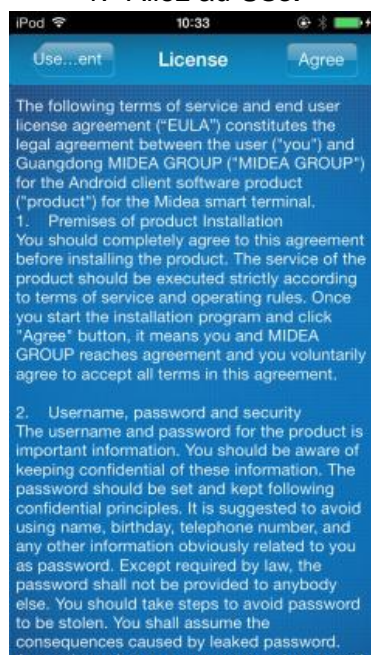 iPod 10:33
Use...ent License Agree
The following terms of service and end user
license agreement ("EULA") constitutes the
legal agreement between the user ("you") and
Guangdong MIDEA GROUP ("MIDEA GROUP")
for the Android client software product
("product") for the Midea smart terminal.
1. Premises of product Installation
You should completely agree to this agreement
before installing the product. The service of the
product should be executed strictly according
to terms of service and operating rules. Once
you start the installation program and click
"Agree" button, it means you and MIDEA
GROUP reaches agreement and you voluntarily
agree to accept all terms in this agreement.
2. Username, password and security
The username and password for the product is
important information. You should be aware of
keeping confidential of these information. The
password should be set and kept following
confidential principles. It is suggested to avoid
using name, birthday, telephone number, and
any other information obviously related to you
as password. Except required by law, the
password shall not be provided to anybody
else. You should take steps to avoid password
to be stolen. You shall assume the
consequences caused by leaked password.